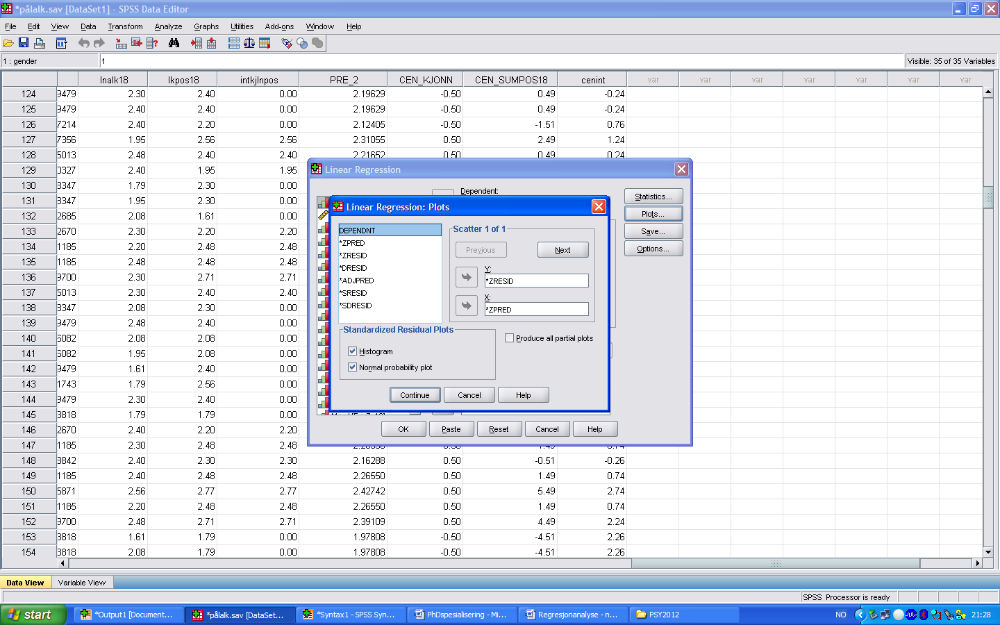 *pålalk.sav [DataSet1] - SPSS Data Editor
File Edit View Data Transform Analyze Graphs Utilities Add-ons Window Help
1 : gender 1 Visible: 35 of 35 Variables
lnalk18 lkpos18 intkjlnpos PRE_2 CEN_KJONN CEN_SUMPOS18 cenint var var var var var var var
124 9479 2.30 2.40 0.00 2.19629 -0.50 0.49 -0.24
125 9479 2.40 2.40 0.00 2.19629 -0.50 0.49 -0.24
126 7214 2.40 2.20 0.00 2.12405 -0.50 -1.51 0.76
127 7356 1.95 2.56 2.56 2.31055 0.50 2.49 1.24
128 5013 2.48 2.40 2.40 2.21652 0.50 0.49 0.24
129 0327 2.40 1.95 1.95
130 8347 1.79 2.30 0.00
131 8347 1.95 2.30 0.00
132 2685 2.08 1.61 0.00
133 2670 2.30 2.20 2.20
134 1185 2.20 2.48 2.48
135 1185 2.48 2.48 2.48
136 9700 2.30 2.71 2.71
137 5013 2.30 2.40 2.40
138 8347 2.08 2.30 0.00
139 9479 2.48 2.40 0.00
140 6082 2.08 2.08 0.00
141 6082 1.95 2.08 0.00
142 9479 1.61 2.40 0.00
143 1743 1.79 2.56 0.00
144 9479 2.30 2.40 0.00
145 3818 1.79 1.79 0.00
146 2670 2.40 2.20 2.20
147 1185 2.30 2.48 2.48
148 3842 2.40 2.30 2.30 2.16288 0.50 -0.51 -0.26
149 1185 2.40 2.48 2.48 2.26550 0.50 1.49 0.74
150 5871 2.56 2.77 2.77 2.42742 0.50 5.49 2.74
151 1185 2.20 2.48 2.48 2.26550 0.50 1.49 0.74
152 9700 2.48 2.71 2.71 2.39109 0.50 4.49 2.24
153 3818 1.61 1.79 0.00 1.97808 -0.50 -4.51 2.26
154 3818 2.08 1.79 0.00 1.97808 -0.50 -4.51 2.26
Linear Regression
Dependent:
Statistics...
Plots...
Save...
Options...
Linear Regression: Plots
DEPENDNT
*ZPRED
*ZRESID
*DRESID
*ADJPRED
*SRESID
*SDRESID
Scatter 1 of 1
Previous Next
Y:
*ZRESID
X:
*ZPRED
Standardized Residual Plots
Histogram
Normal probability plot
Produce all partial plots
Continue Cancel Help
OK Paste Reset Cancel Help
Data View Variable View
SPSS Processor is ready
start *Output1 [Document... *pålalk.sav [DataSet... *Syntax1 - SPSS Syn... PhDspesialisering - Mi... Regresjonanalyse - n... PSY2012 NO 21:28